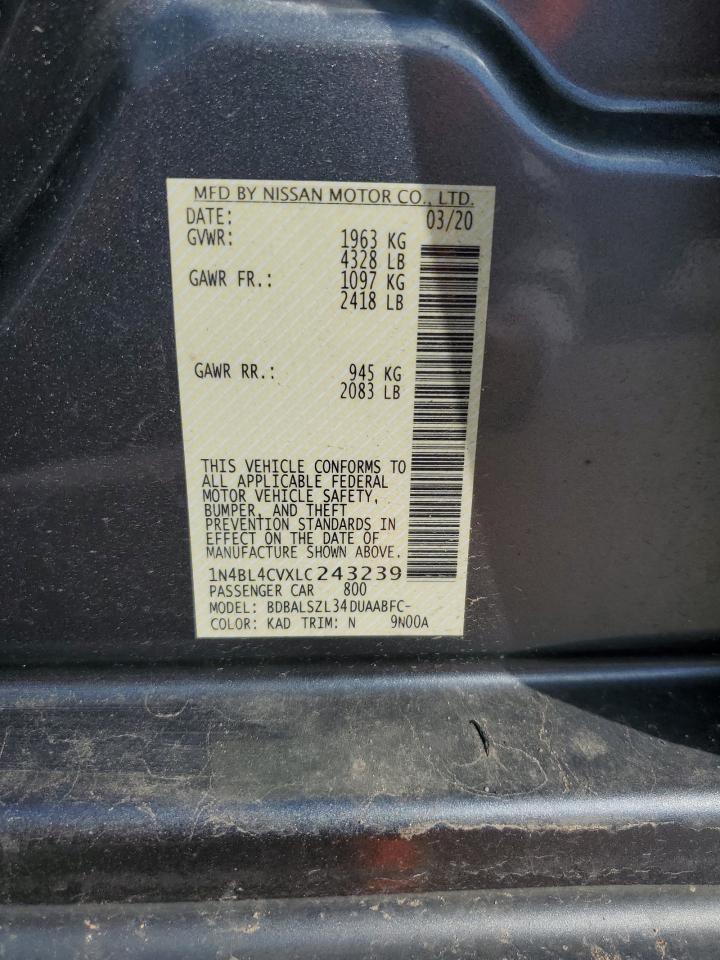 MFD BY NISSAN MOTOR CO., LTD.
DATE: 03/20
GVWR: 1963 KG
4328 LB
GAWR FR.: 1097 KG
2418 LB
GAWR RR.: 945 KG
2083 LB
THIS VEHICLE CONFORMS TO
ALL APPLICABLE FEDERAL
MOTOR VEHICLE SAFETY,
BUMPER, AND THEFT
PREVENTION STANDARDS IN
EFFECT ON THE DATE OF
MANUFACTURE SHOWN ABOVE.
1N4BL4CVXLC243239
PASSENGER CAR 800
MODEL: BDBALSZL34DUAABFC-
COLOR: KAD TRIM: N 9N00A